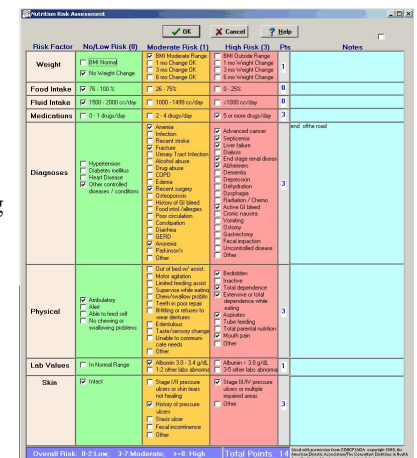 Nutrition Risk Assessment
OK Cancel Help
Risk Factor No/Low Risk (0) Moderate Risk (1) High Risk (3) Pts Notes
Weight
BMI Normal
No Weight Change
BMI Moderate Range
1 mo Change OK
3 mo Change OK
6 mo Change OK
BMI Outside Range
1 mo Weight Change
3 mo Weight Change
6 mo Weight Change
1
Food Intake 76 - 100 % 26 - 75% 0 - 25% 0
Fluid Intake 1500 - 2000 cc/day 1000 - 1499 cc/day <1000 cc/day 0
Medications 0 - 1 drugs/day 2 - 4 drugs/day 5 or more drugs/day 3
Diagnoses
Hypertension
Diabetes mellitus
Heart Disease
Other controlled
diseases / conditions
Anemia
Infection
Recent stroke
Fracture
Urinary Tract Infection
Alcohol abuse
Drug abuse
COPD
Edema
Recent surgery
Osteoporosis
History of GI bleed
Food intol./allergies
Poor circulation
Constipation
Diarrhea
GERD
Anorexia
Parkinson's
Other
Advanced cancer
Septicemia
Liver failure
Dialysis
End stage renal diseas
Alzheimers
Dementia
Depression
Dehydration
Dysphagia
Radiation / Chemo
Active GI bleed
Cronic nausea
Vomiting
Ostomy
Gastrectomy
Fecal impaction
Uncontrolled disease
Other
3
end ofthe road
Physical
Ambulatory
Alert
Able to feed self
No chewing or
swallowing problems
Out of bed w/ assist
Motor agitation
Limited feeding assist
Supervise while eating
Chew/swallow problm
Teeth in poor repair
Ill-fitting or refuses to
wear dentures
Edentulous
Taste/sensory change
Unable to communi-
cate needs
Other
Bedridden
Inactive
Total dependence
Extensive or total
dependence while
eating
Aspirates
Tube feeding
Total parental nutrition
Mouth pain
Other
3
Lab Values
In Normal Range
Albumin 3.0 - 3.4 g/dL
1-2 other labs abnorma
Albumin < 3.0 g/dL
3-5 other labs abnorma
1
Skin
Intact
Stage I/II pressure
ulcers or skin tears
not healing
History of pressure
ulcers
Stasis ulcer
Fecal incontinence
Other
Stage III/IV pressure
ulcers or multiple
impaired areas
Other
3
Overall Risk: 0-2:Low; 3-7:Moderate; >=8: High Total Points: 14